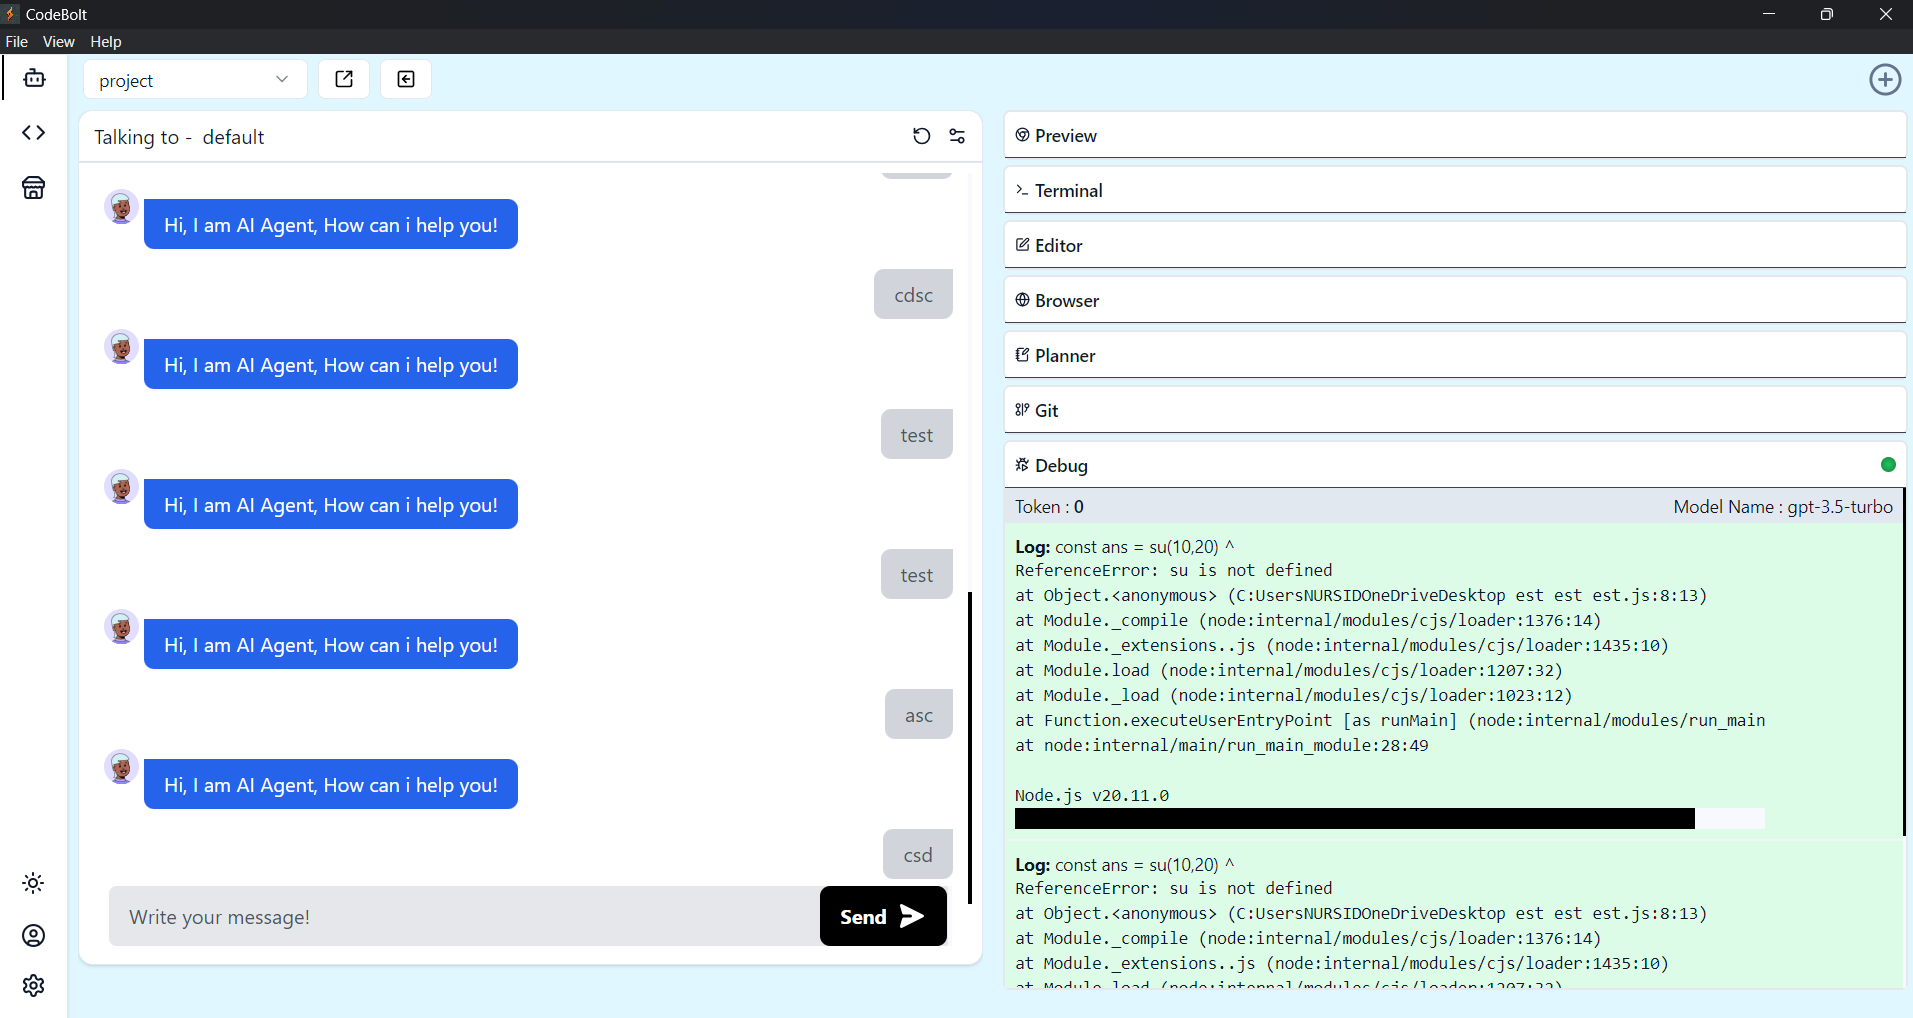 CodeBolt
File View Help
project
Talking to - default
Hi, I am AI Agent, How can i help you!
cdsc
Hi, I am AI Agent, How can i help you!
test
Hi, I am AI Agent, How can i help you!
test
Hi, I am AI Agent, How can i help you!
asc
Hi, I am AI Agent, How can i help you!
csd
Write your message!
Send
Preview
Terminal
Editor
Browser
Planner
Git
Debug
Token : 0 Model Name : gpt-3.5-turbo
Log: const ans = su(10,20) ^
ReferenceError: su is not defined
at Object.<anonymous> (C:UsersNURSIDOneDriveDesktop est est est.js:8:13)
at Module._compile (node:internal/modules/cjs/loader:1376:14)
at Module._extensions..js (node:internal/modules/cjs/loader:1435:10)
at Module.load (node:internal/modules/cjs/loader:1207:32)
at Module._load (node:internal/modules/cjs/loader:1023:12)
at Function.executeUserEntryPoint [as runMain] (node:internal/modules/run_main
at node:internal/main/run_main_module:28:49
Node.js v20.11.0
Log: const ans = su(10,20) ^
ReferenceError: su is not defined
at Object.<anonymous> (C:UsersNURSIDOneDriveDesktop est est est.js:8:13)
at Module._compile (node:internal/modules/cjs/loader:1376:14)
at Module._extensions..js (node:internal/modules/cjs/loader:1435:10)
at Module.load (node:internal/modules/cjs/loader:1207:32)